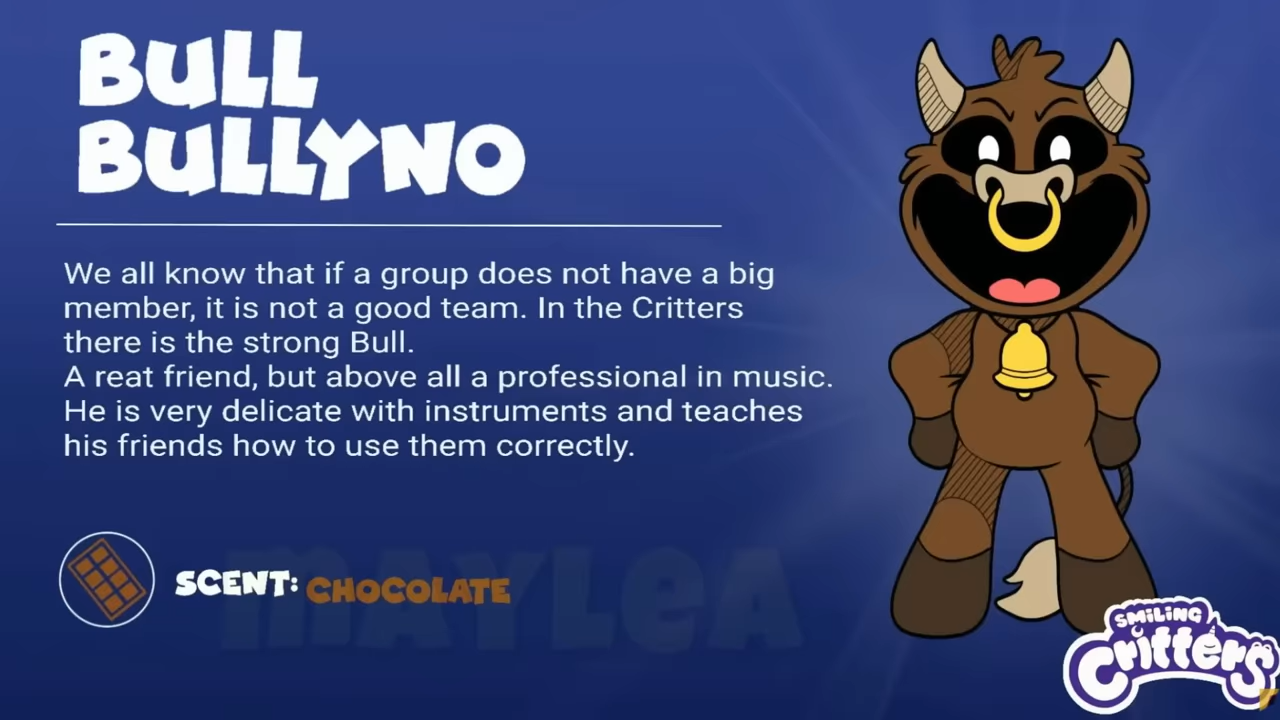 BULL
BULLYNO
We all know that if a group does not have a big
member, it is not a good team. In the Critters
there is the strong Bull.
A reat friend, but above all a professional in music.
He is very delicate with instruments and teaches
his friends how to use them correctly.
SCENT: CHOCOLATE
MAYLEA
SMILING
Critters